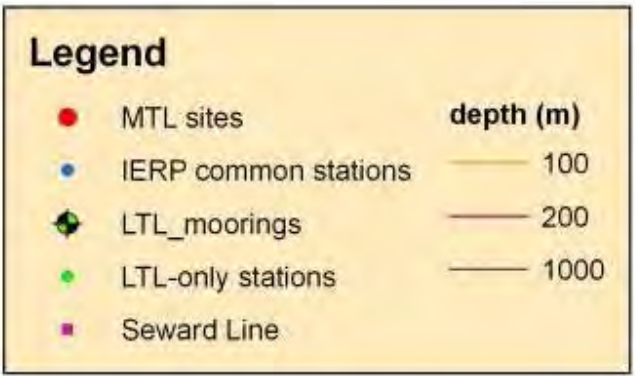 Legend
MTL sites
IERP common stations
LTL_moorings
LTL-only stations
Seward Line
depth (m)
100
200
1000